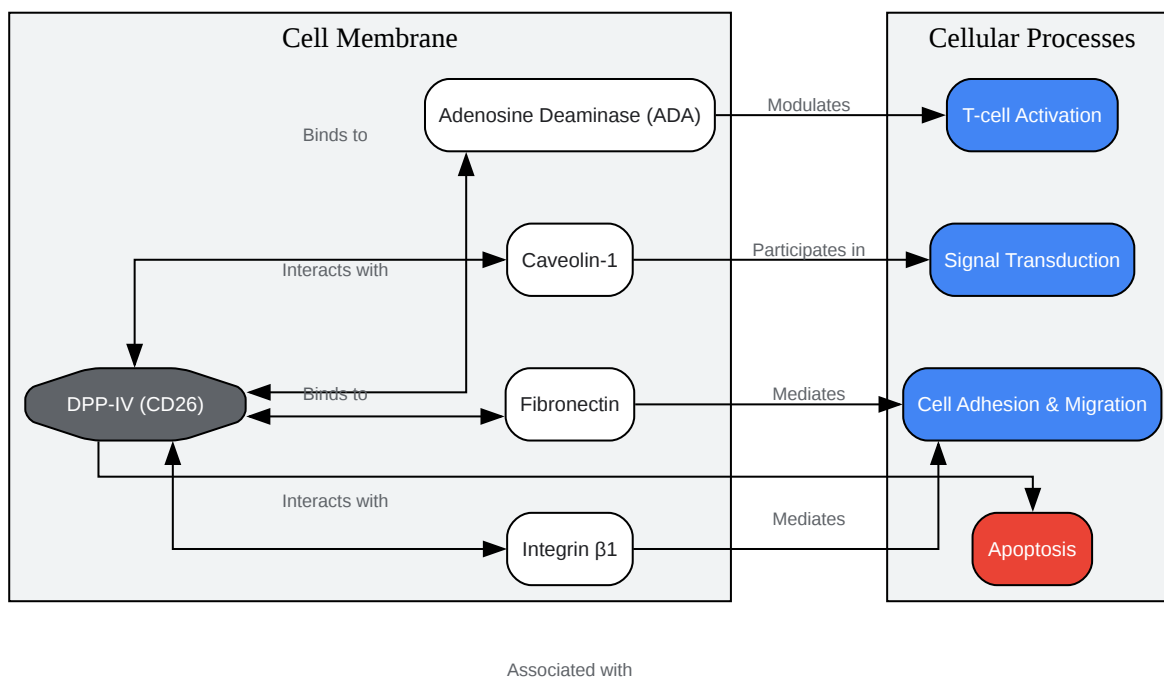 Cell Membrane
Cellular Processes
Adenosine Deaminase (ADA)
Modulates
T-cell Activation
Binds to
Caveolin-1
Participates in
Signal Transduction
Interacts with
DPP-IV (CD26)
Binds to
Fibronectin
Mediates
Cell Adhesion & Migration
Interacts with
Integrin β1
Mediates
Apoptosis
Associated with